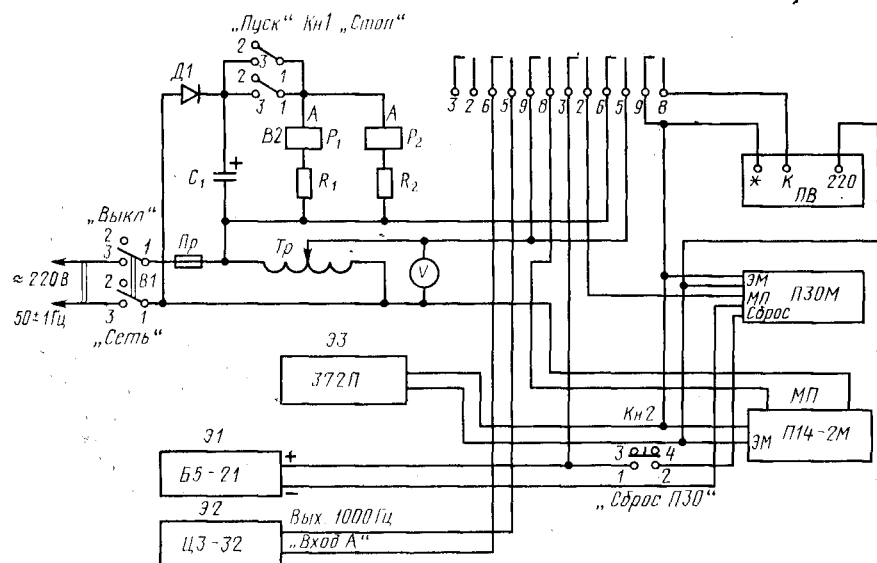 „Пуск“ Кн1 „Стоп“
2
3 1
2
3 1
Д1
А А
В2 Р₁ Р₂
С₁ +
R₁ R₂
3 2 6 5 9 8 3 2 6 5 9 8
* К 220
ПВ
„Выкл“
2
3 1
Пр
Тр
V
≈ 220В
В1
2
50±1Гц
3 1
„Сеть“
ЭМ
МП
Сброс
П30М
Э3
372П
МП
Кн2
ЭМ
П14-2М
Э1
Б5-21
+
−
3 4
1 2
„Сброс П30“
Э2
ЦЗ-32
Вых. 1000Гц
„Вход А“